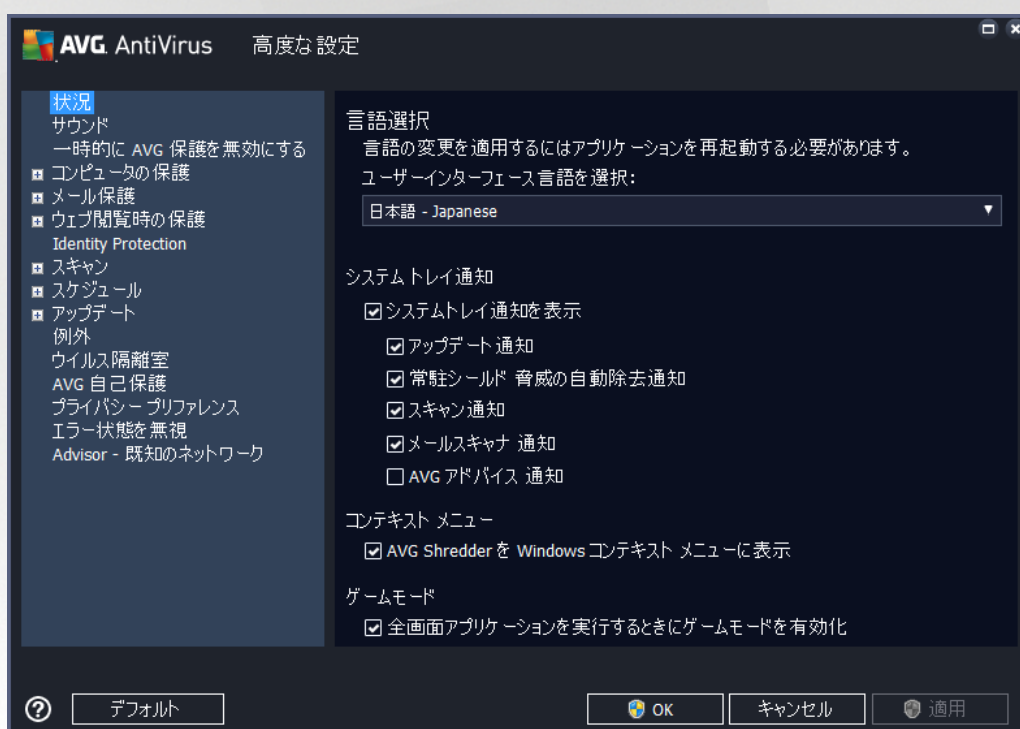 AVG. AntiVirus 高度な設定
状況
サウンド
一時的に AVG 保護を無効にする
コンピュータの保護
メール保護
ウェブ閲覧時の保護
Identity Protection
スキャン
スケジュール
アップデート
例外
ウイルス隔離室
AVG 自己保護
プライバシー プリファレンス
エラー状態を無視
Advisor - 既知のネットワーク
言語選択
言語の変更を適用するにはアプリケーションを再起動する必要があります。
ユーザーインターフェース言語を選択:
日本語 - Japanese
システム トレイ通知
システムトレイ通知を表示
アップデート 通知
常駐シールド 脅威の自動除去通知
スキャン通知
メールスキャナ 通知
AVG アドバイス 通知
コンテキスト メニュー
AVG Shredder を Windows コンテキスト メニューに表示
ゲームモード
全画面アプリケーションを実行するときにゲームモードを有効化
デフォルト
OK
キャンセル
適用